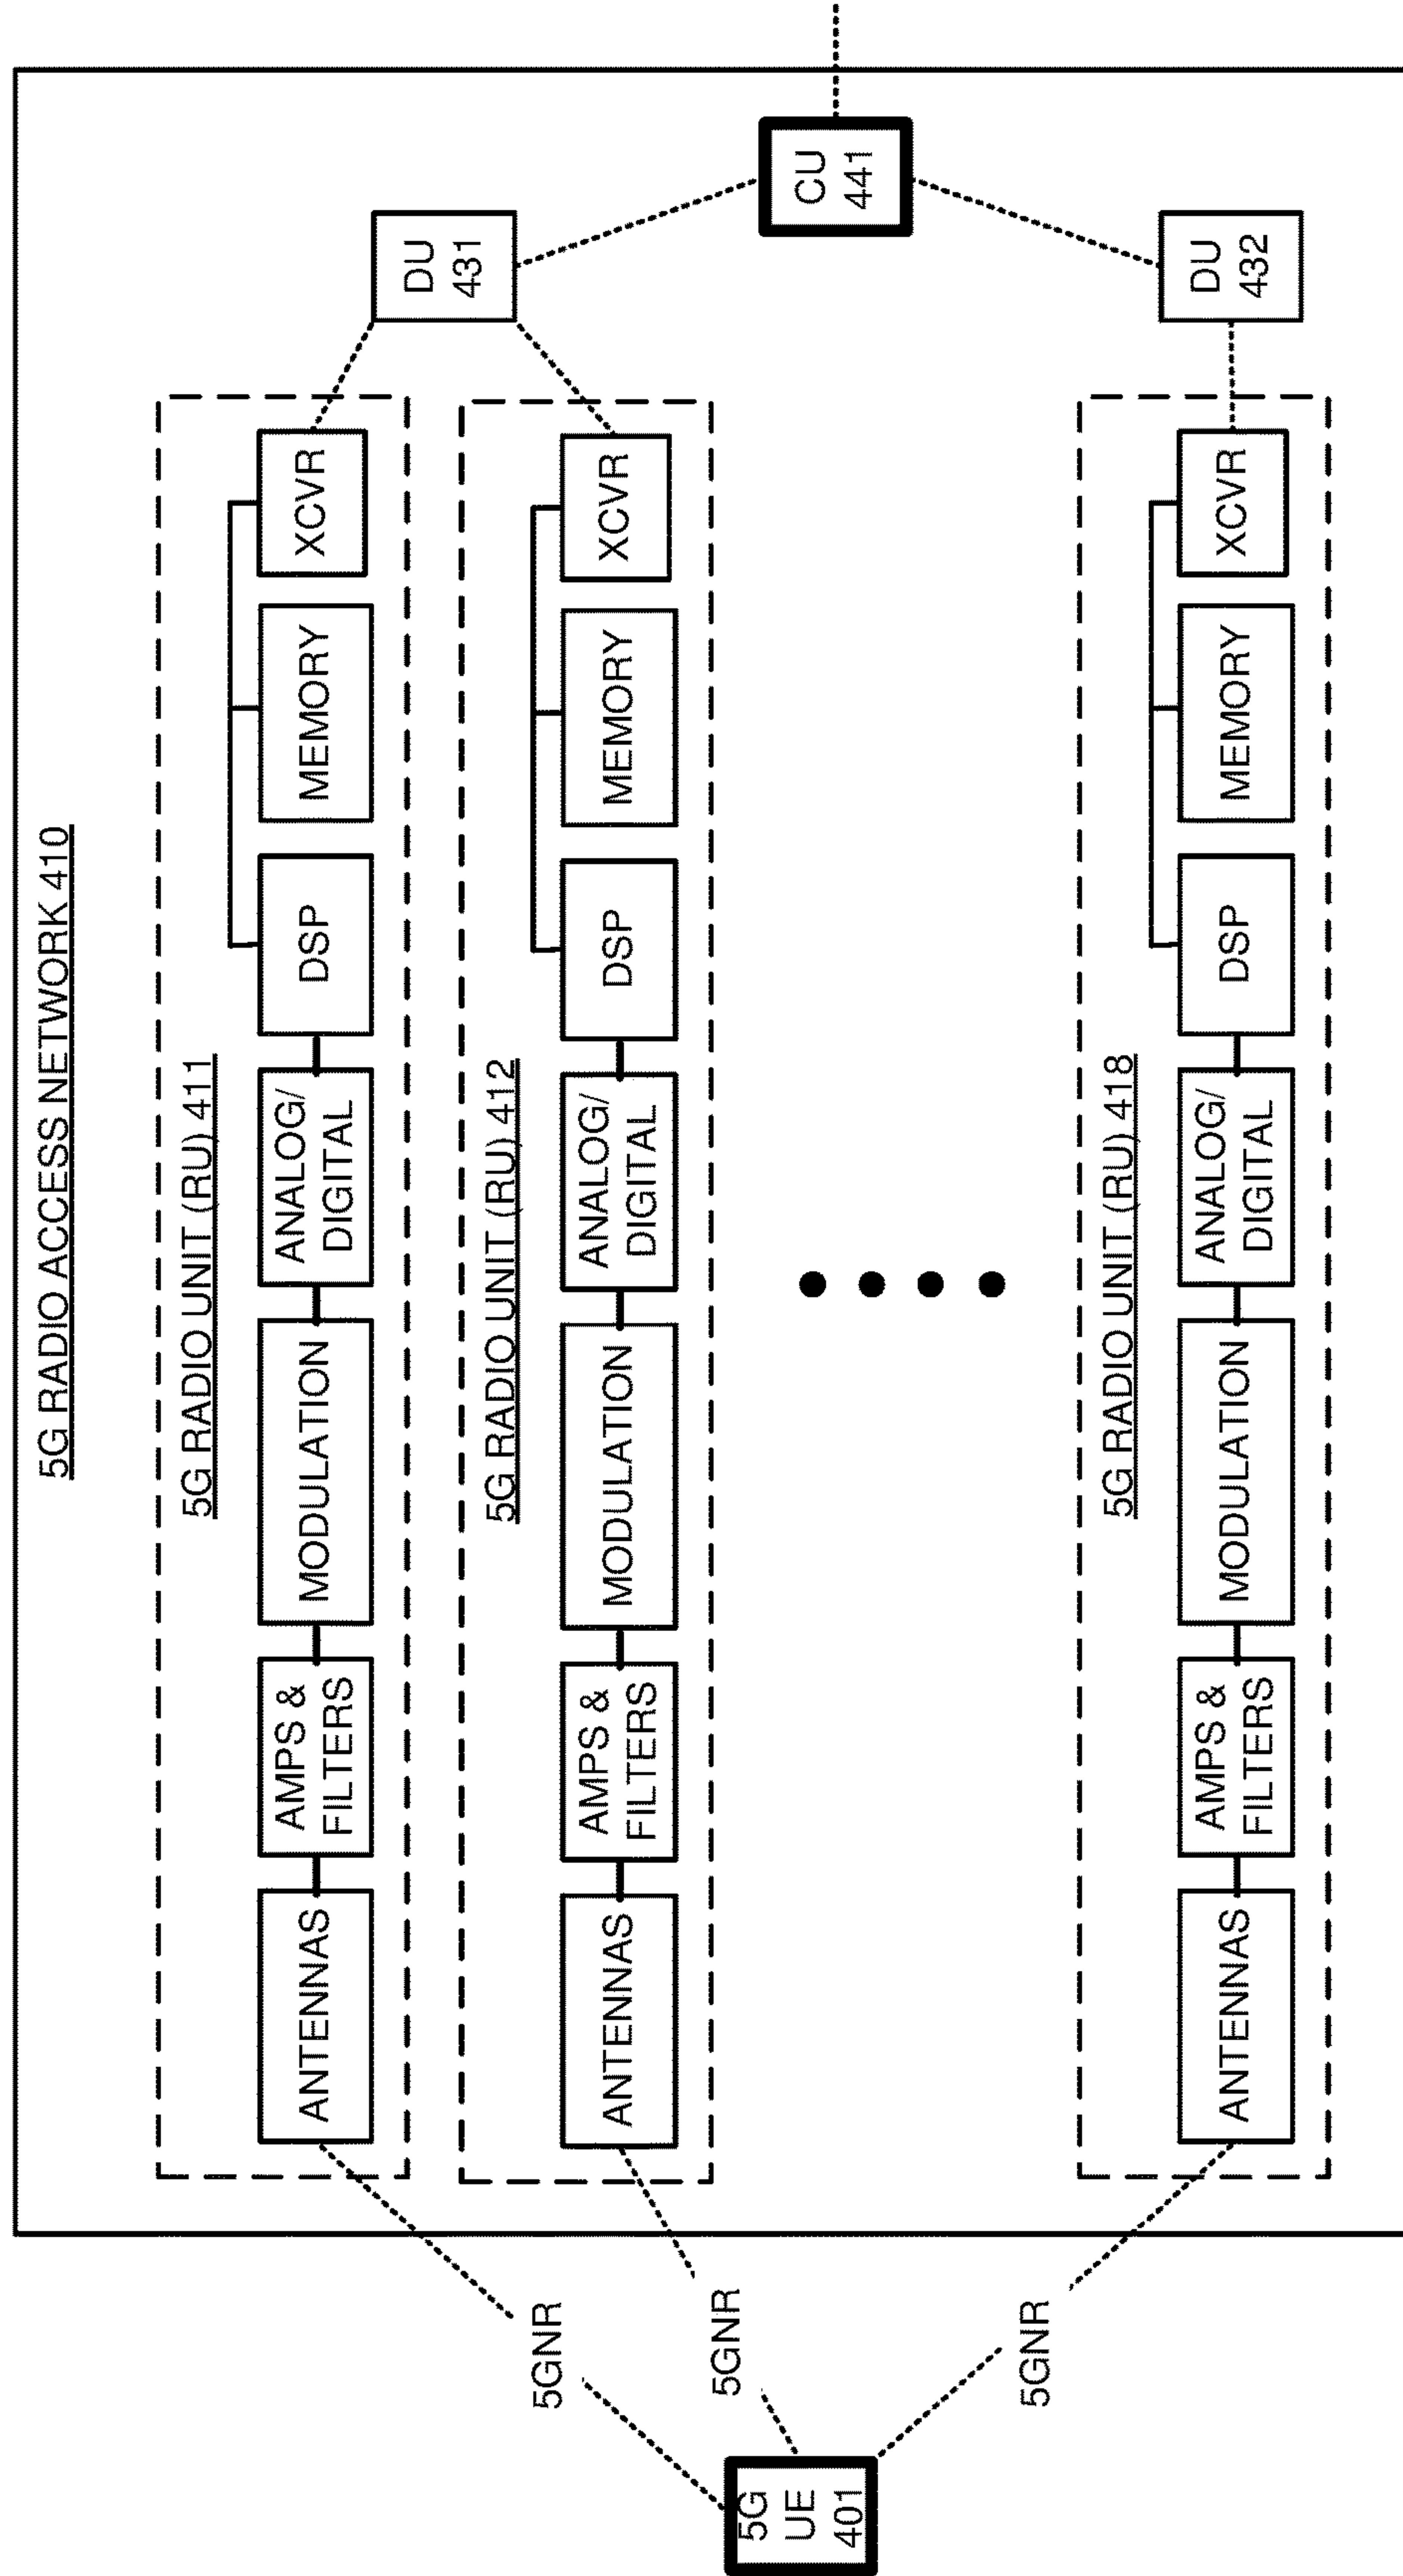 5G RADIO ACCESS NETWORK 410
5G RADIO UNIT (RU) 411
ANTENNAS
AMPS &
FILTERS
MODULATION
ANALOG/
DIGITAL
DSP
MEMORY
XCVR
5G RADIO UNIT (RU) 412
ANTENNAS
AMPS &
FILTERS
MODULATION
ANALOG/
DIGITAL
DSP
MEMORY
XCVR
5G RADIO UNIT (RU) 418
ANTENNAS
AMPS &
FILTERS
MODULATION
ANALOG/
DIGITAL
DSP
MEMORY
XCVR
5GNR
5GNR
5GNR
5G
UE
401
DU
431
DU
432
CU
441